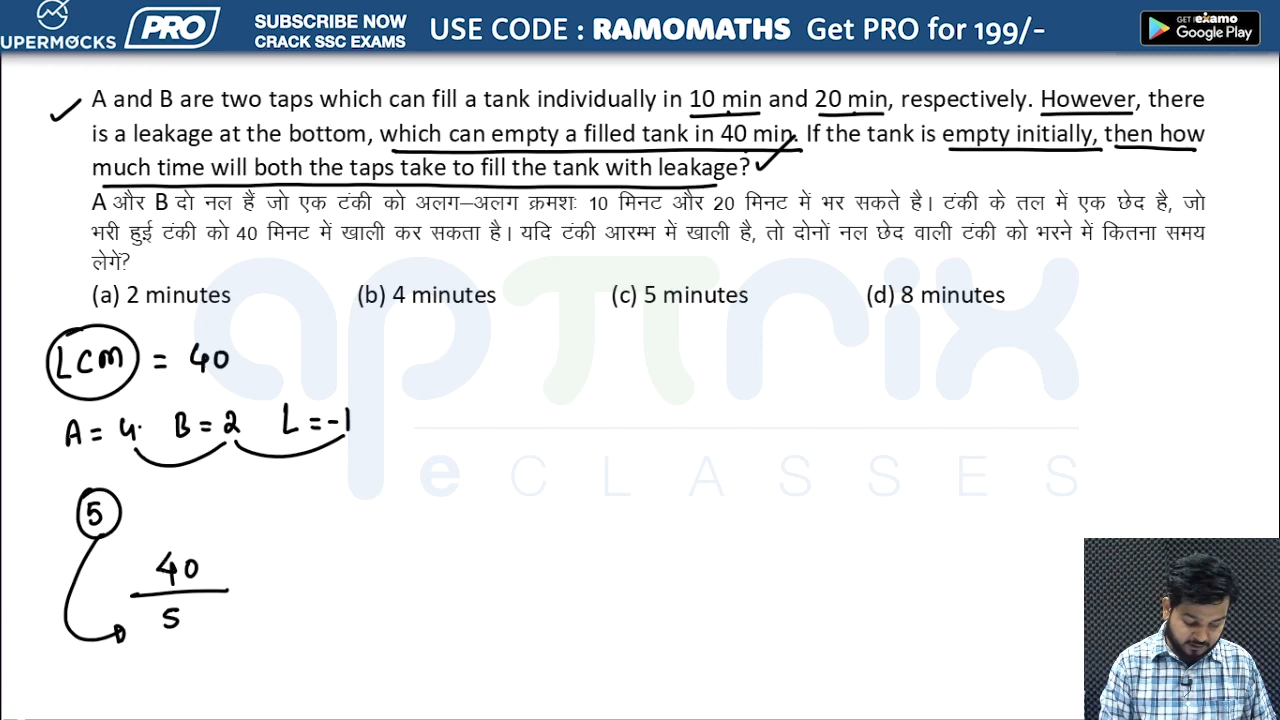 SUPERMOCKS PRO SUBSCRIBE NOW CRACK SSC EXAMS USE CODE : RAMOMATHS Get PRO for 199/- GET IT ON examo Google Play
A and B are two taps which can fill a tank individually in 10 min and 20 min, respectively. However, there
is a leakage at the bottom, which can empty a filled tank in 40 min. If the tank is empty initially, then how
much time will both the taps take to fill the tank with leakage?
A और B दो नल हैं जो एक टंकी को अलग–अलग क्रमशः 10 मिनट और 20 मिनट में भर सकते है। टंकी के तल में एक छेद है, जो
भरी हुई टंकी को 40 मिनट में खाली कर सकता है। यदि टंकी आरम्भ में खाली है, तो दोनों नल छेद वाली टंकी को भरने में कितना समय
लेगें?
(a) 2 minutes (b) 4 minutes (c) 5 minutes (d) 8 minutes
LCM = 40
A = 4 B = 2 L = -1
5
40
5
aptrix
e CLASSES